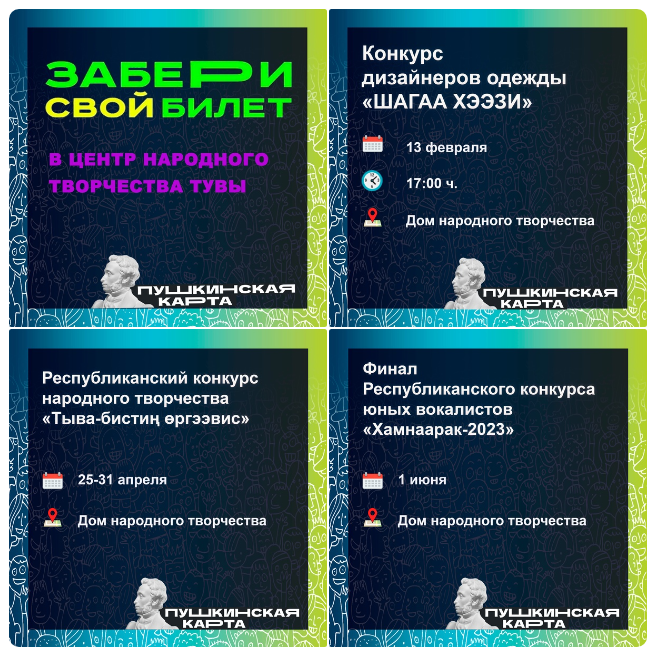 ЗАБЕРИ
СВОЙ БИЛЕТ
В ЦЕНТР НАРОДНОГО
ТВОРЧЕСТВА ТУВЫ
ПУШКИНСКАЯ
КАРТА
Конкурс
дизайнеров одежды
«ШАГАА ХЭЭЗИ»
13 февраля
17:00 ч.
Дом народного творчества
ПУШКИНСКАЯ
КАРТА
Республиканский конкурс
народного творчества
«Тыва-бистиң өргээвис»
25-31 апреля
Дом народного творчества
ПУШКИНСКАЯ
КАРТА
Финал
Республиканского конкурса
юных вокалистов
«Хамнаарак-2023»
1 июня
Дом народного творчества
ПУШКИНСКАЯ
КАРТА